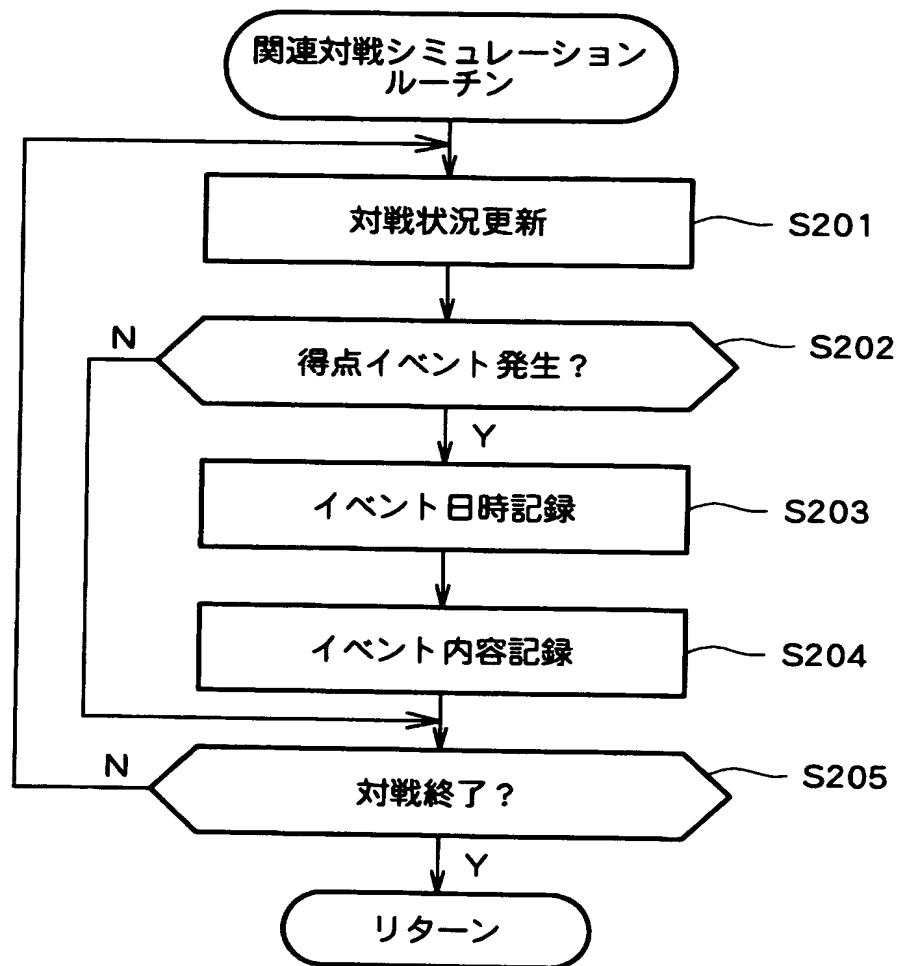 関連対戦シミュレーション
ルーチン
対戦状況更新
S201
N
得点イベント発生？
S202
Y
イベント日時記録
S203
イベント内容記録
S204
N
対戦終了？
S205
Y
リターン